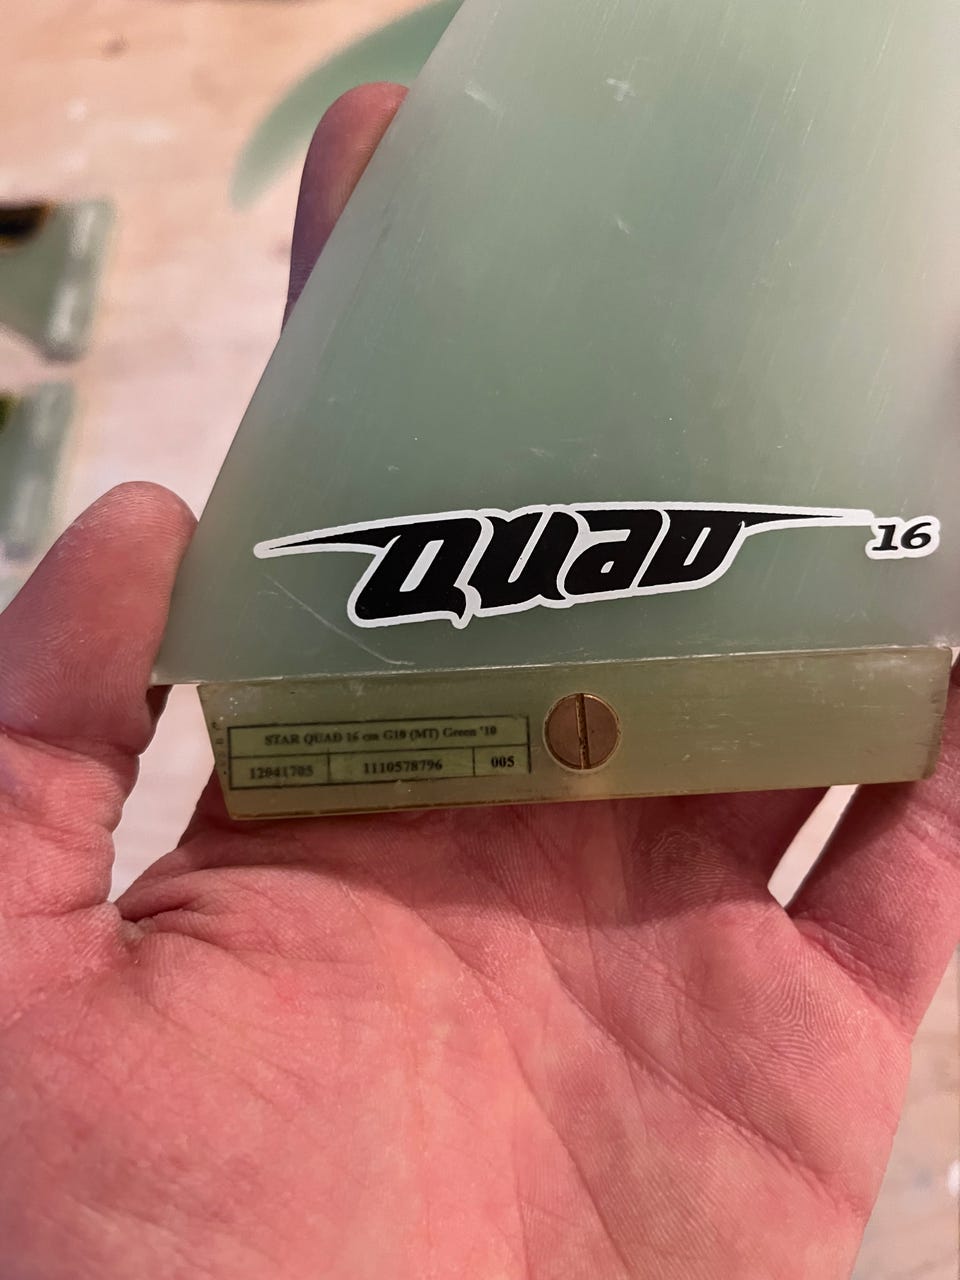 QUAD 16
STAR QUAD 16 cm G10 (MT) Green '10
12041705 1110578796 005